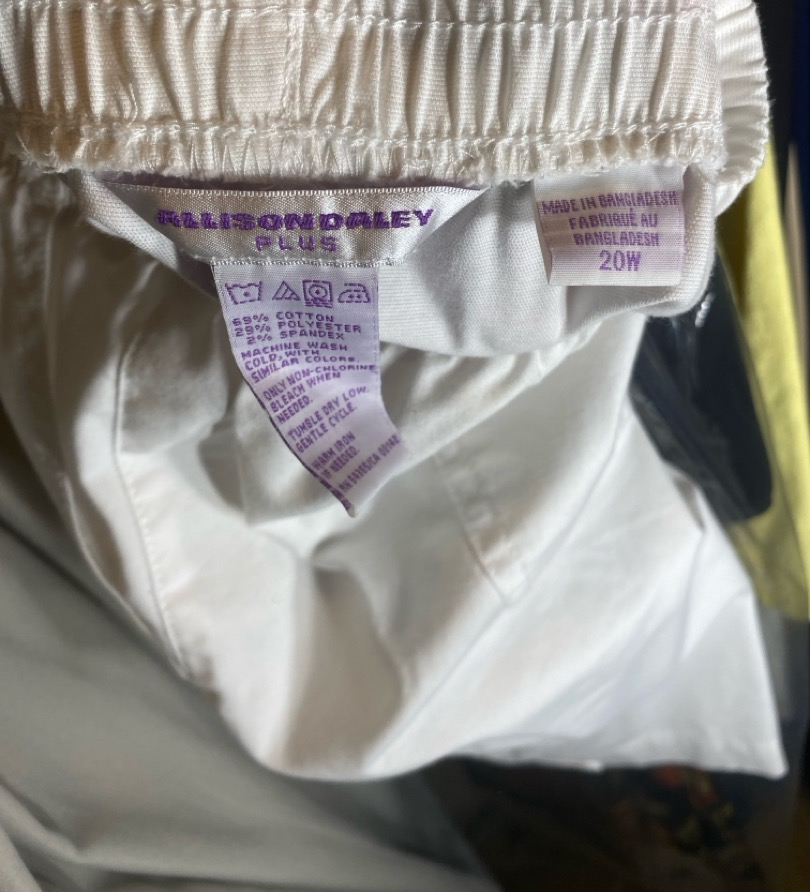 ALLISON DALEY
PLUS
MADE IN BANGLADESH
FABRIQUÉ AU
BANGLADESH
20W
69% COTTON
29% POLYESTER
2% SPANDEX
MACHINE WASH
COLD, WITH
SIMILAR COLORS.
ONLY NON-CHLORINE
BLEACH WHEN
NEEDED.
TUMBLE DRY LOW.
GENTLE CYCLE.
WARM IRON
IF NEEDED.
RN